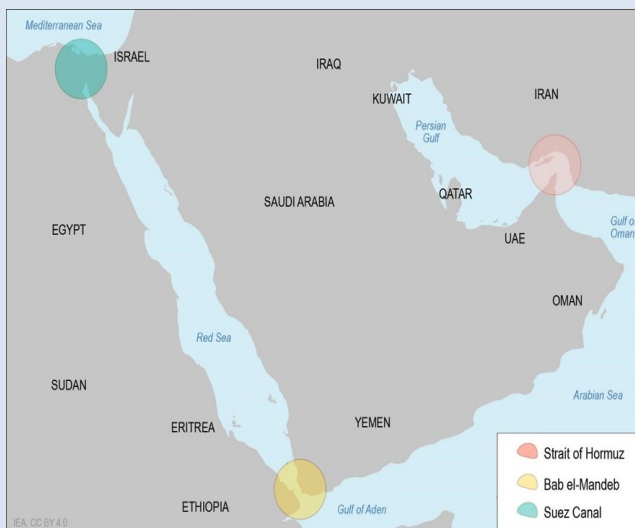 Mediterranean Sea
ISRAEL
IRAQ
KUWAIT
IRAN
Persian
Gulf
QATAR
SAUDI ARABIA
Gulf o
Oman
EGYPT
UAE
OMAN
Red Sea
SUDAN
Arabian Sea
ERITREA
YEMEN
Strait of Hormuz
Bab el-Mandeb
Suez Canal
ETHIOPIA
Gulf of Aden
IEA. CC BY 4.0